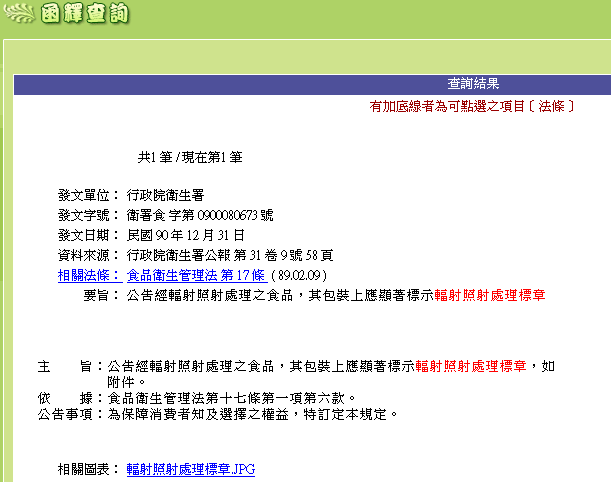 函釋查詢
查詢結果
有加底線者為可點選之項目〔法條〕
共1 筆 / 現在第1 筆
發文單位： 行政院衛生署
發文字號： 衛署食 字第 0900080673 號
發文日期： 民國 90 年 12 月 31 日
資料來源： 行政院衛生署公報 第 31 卷 9 號 58 頁
相關法條： 食品衛生管理法 第 17 條 ( 89.02.09 )
要旨： 公告經輻射照射處理之食品，其包裝上應顯著標示輻射照射處理標章
主　　旨：公告經輻射照射處理之食品，其包裝上應顯著標示輻射照射處理標章，如
附件。
依　　據：食品衛生管理法第十七條第一項第六款。
公告事項：為保障消費者知及選擇之權益，特訂定本規定。
相關圖表： 輻射照射處理標章.JPG